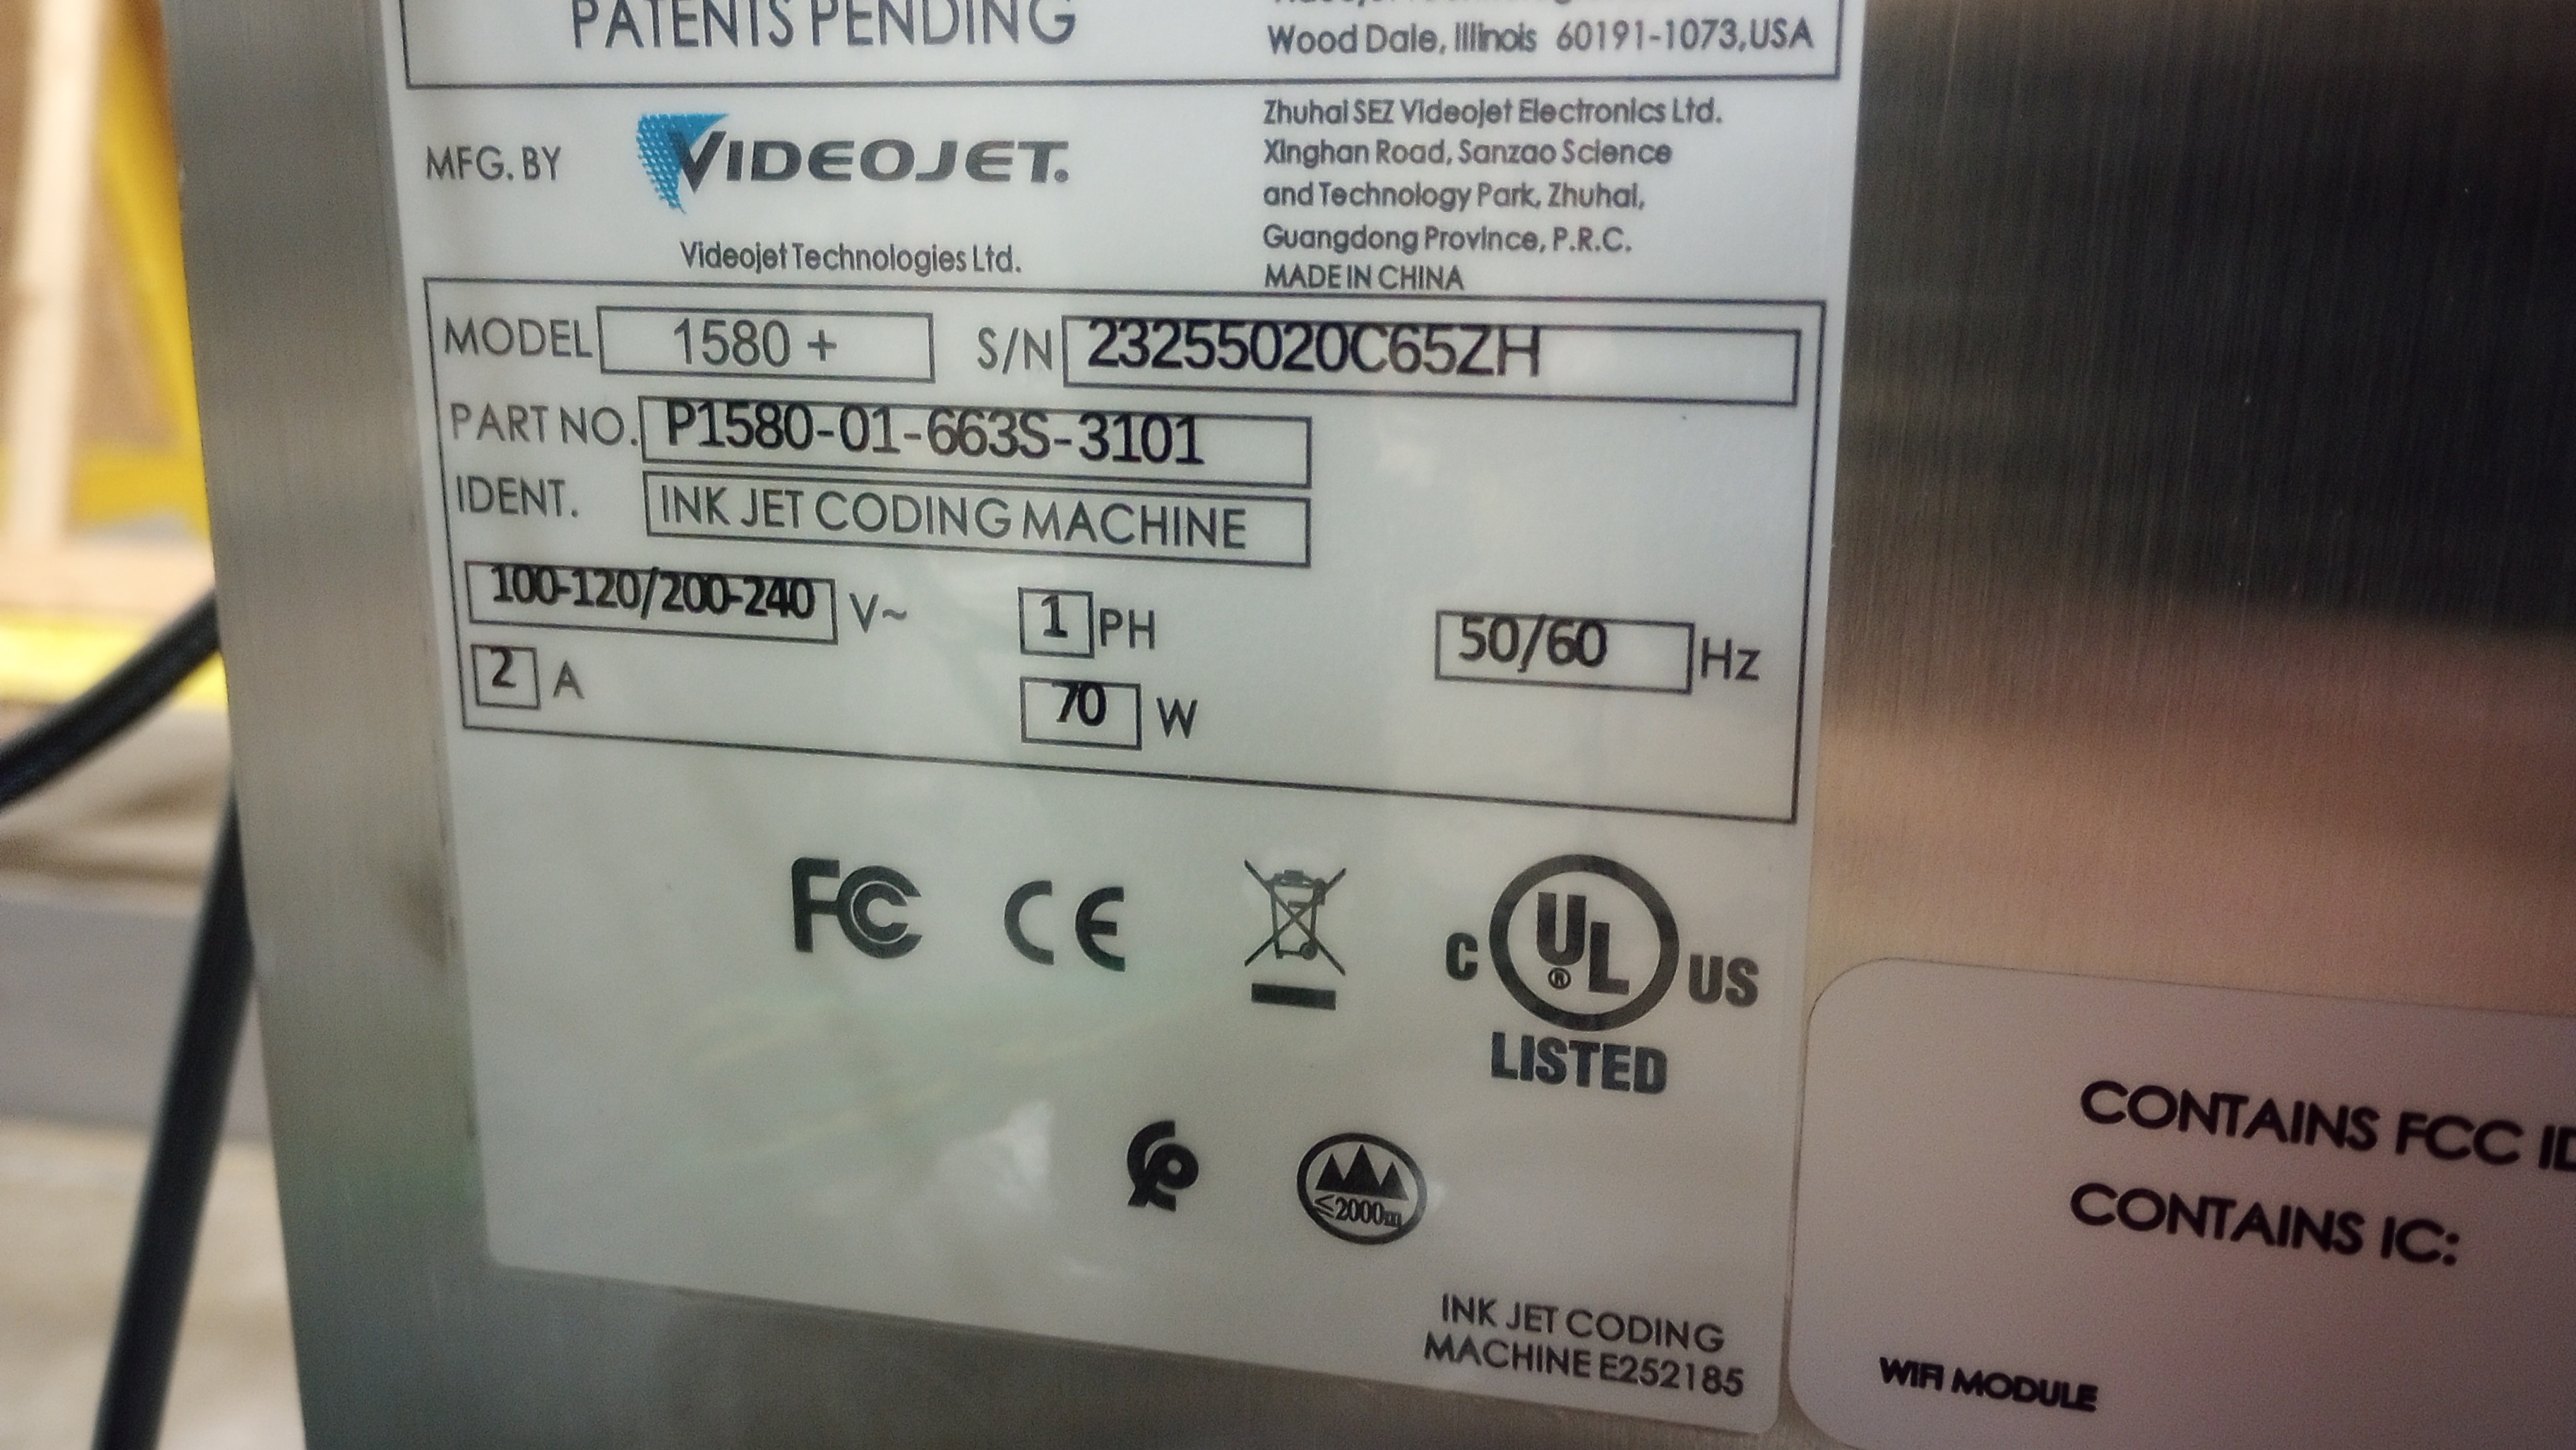 PATENTS PENDING
Wood Dale, Illinois 60191-1073,USA
MFG. BY
VIDEOJET.
Videojet Technologies Ltd.
Zhuhai SEZ Videojet Electronics Ltd.
Xinghan Road, Sanzao Science
and Technology Park, Zhuhai,
Guangdong Province, P.R.C.
MADE IN CHINA
MODEL 1580 + S/N 23255020C65ZH
PART NO. P1580-01-663S-3101
IDENT. INK JET CODING MACHINE
100-120/200-240 V~ 1 PH 50/60 Hz
2 A 70 W
FC CE C UL ® US
LISTED
≤2000m
INK JET CODING
MACHINE E252185
CONTAINS FCC ID
CONTAINS IC:
WIFI MODULE